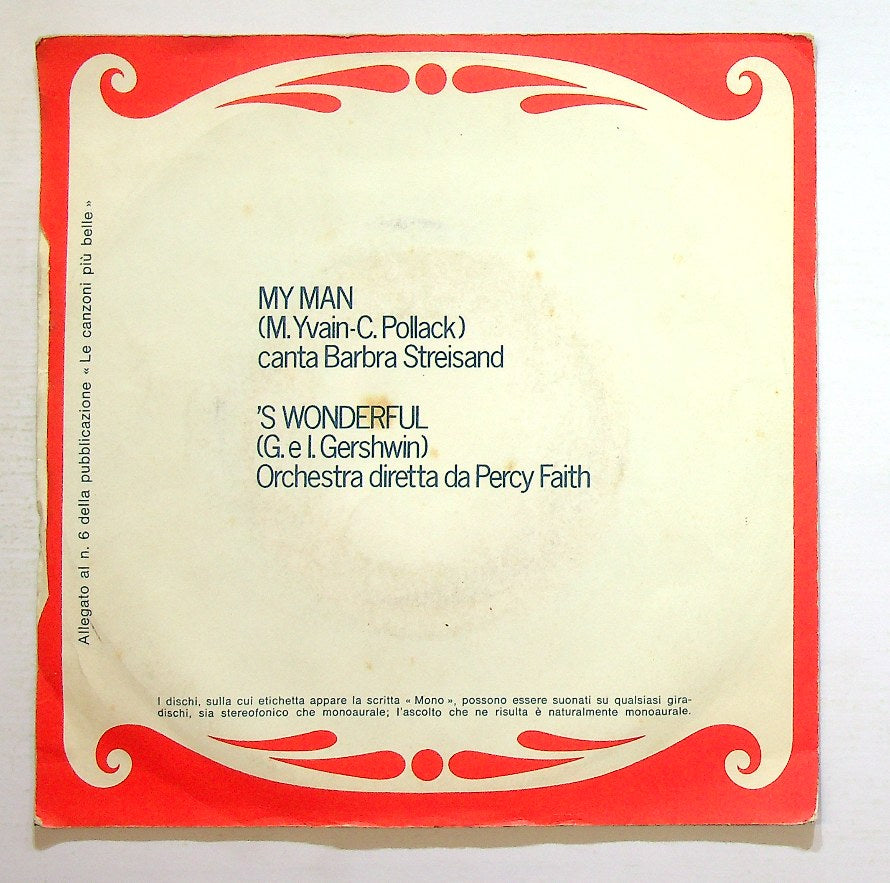 MY MAN
(M. Yvain-C. Pollack)
canta Barbra Streisand
'S WONDERFUL
(G. e I. Gershwin)
Orchestra diretta da Percy Faith
Allegato al n. 6 della pubblicazione « Le canzoni più belle »
I dischi, sulla cui etichetta appare la scritta « Mono », possono essere suonati su qualsiasi gira-
dischi, sia stereofonico che monoaurale; l'ascolto che ne risulta è naturalmente monoaurale.